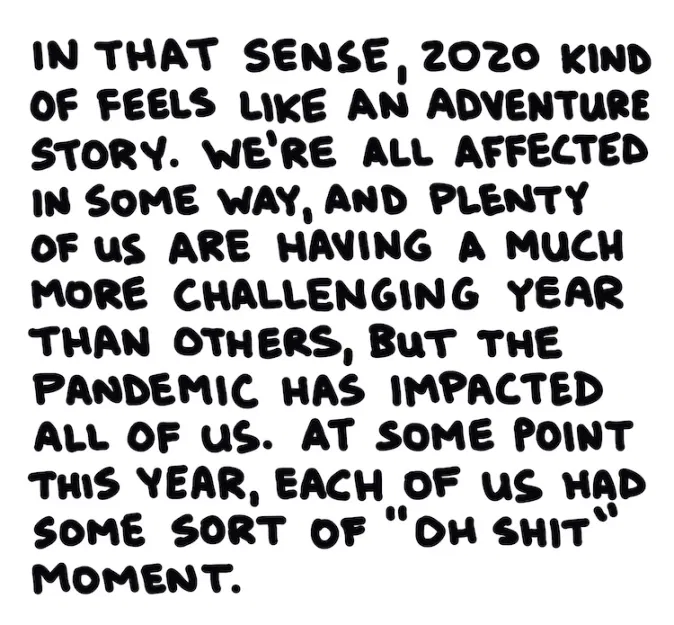 IN THAT SENSE, 2020 KIND
OF FEELS LIKE AN ADVENTURE
STORY. WE'RE ALL AFFECTED
IN SOME WAY, AND PLENTY
OF US ARE HAVING A MUCH
MORE CHALLENGING YEAR
THAN OTHERS, BUT THE
PANDEMIC HAS IMPACTED
ALL OF US. AT SOME POINT
THIS YEAR, EACH OF US HAD
SOME SORT OF "OH SHIT"
MOMENT.